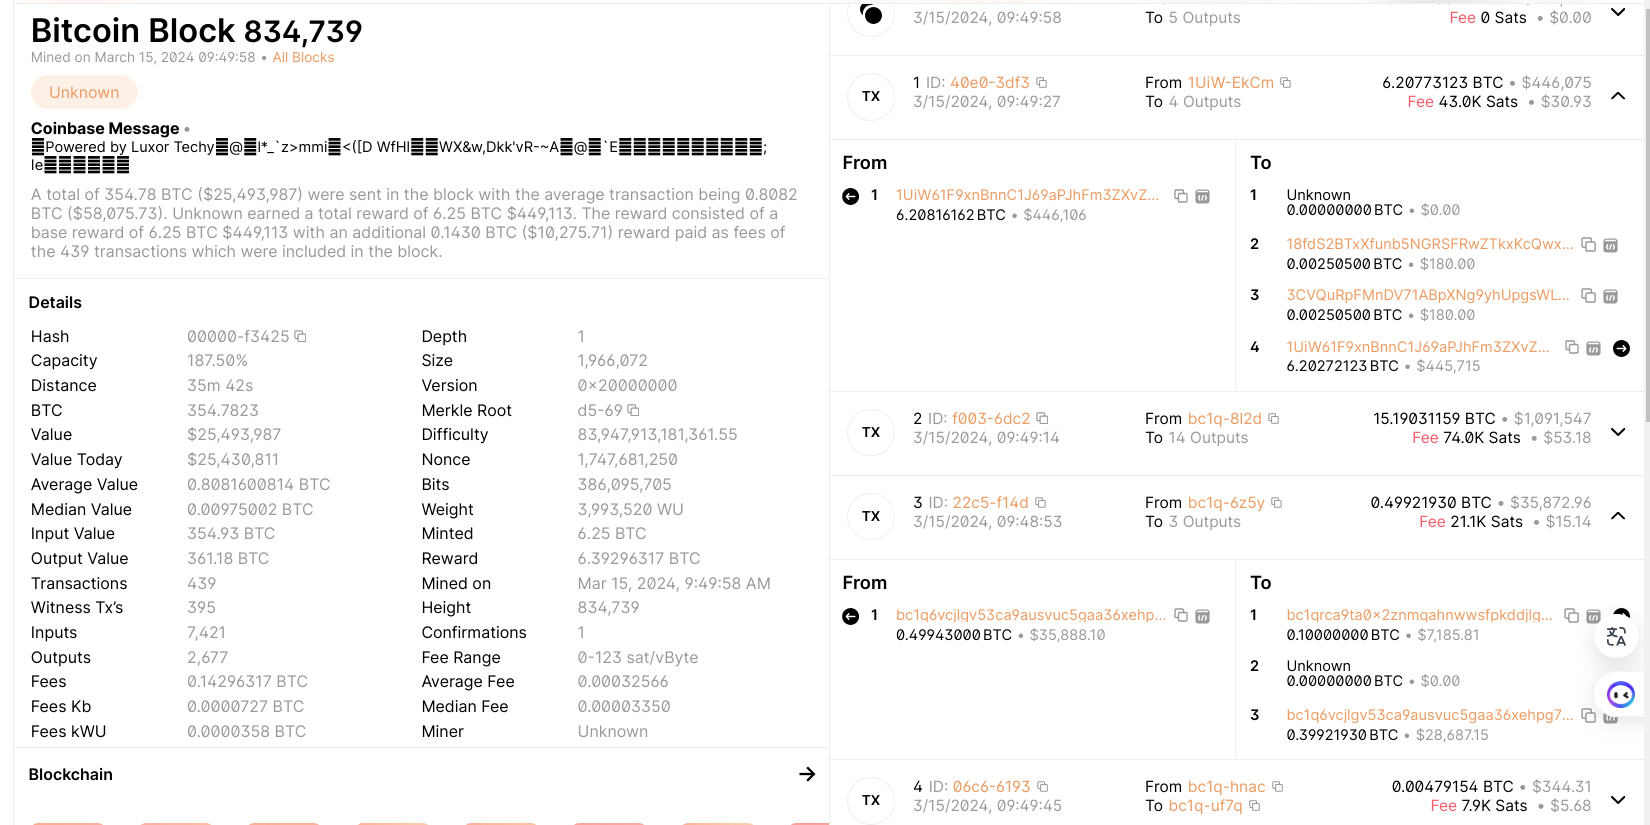 Bitcoin Block 834,739
Mined on March 15, 2024 09:49:58 • All Blocks
Unknown
Coinbase Message •
Powered by Luxor Techy @ I*_`z>mmi <([D WfHI WX&w,Dkk'vR-~A @ `E ;
Ie
A total of 354.78 BTC ($25,493,987) were sent in the block with the average transaction being 0.8082
BTC ($58,075.73). Unknown earned a total reward of 6.25 BTC $449,113. The reward consisted of a
base reward of 6.25 BTC $449,113 with an additional 0.1430 BTC ($10,275.71) reward paid as fees of
the 439 transactions which were included in the block.
Details
Hash 00000-f3425 Depth 1
Capacity 187.50% Size 1,966,072
Distance 35m 42s Version 0x20000000
BTC 354.7823 Merkle Root d5-69
Value $25,493,987 Difficulty 83,947,913,181,361.55
Value Today $25,430,811 Nonce 1,747,681,250
Average Value 0.8081600814 BTC Bits 386,095,705
Median Value 0.00975002 BTC Weight 3,993,520 WU
Input Value 354.93 BTC Minted 6.25 BTC
Output Value 361.18 BTC Reward 6.39296317 BTC
Transactions 439 Mined on Mar 15, 2024, 9:49:58 AM
Witness Tx's 395 Height 834,739
Inputs 7,421 Confirmations 1
Outputs 2,677 Fee Range 0-123 sat/vByte
Fees 0.14296317 BTC Average Fee 0.00032566
Fees Kb 0.0000727 BTC Median Fee 0.00003350
Fees kWU 0.0000358 BTC Miner Unknown
Blockchain
3/15/2024, 09:49:58 To 5 Outputs Fee 0 Sats • $0.00
TX 1 ID: 40e0-3df3 From 1UiW-EkCm 6.20773123 BTC • $446,075
3/15/2024, 09:49:27 To 4 Outputs Fee 43.0K Sats • $30.93
From
1 1UiW61F9xnBnnC1J69aPJhFm3ZXvZ...
6.20816162 BTC • $446,106
To
1 Unknown
0.00000000 BTC • $0.00
2 18fdS2BTxXfunb5NGRSFRwZTkxKcQwx...
0.00250500 BTC • $180.00
3 3CVQuRpFMnDV71ABpXNg9yhUpgsWL...
0.00250500 BTC • $180.00
4 1UiW61F9xnBnnC1J69aPJhFm3ZXvZ...
6.20272123 BTC • $445,715
TX 2 ID: f003-6dc2 From bc1q-8l2d 15.19031159 BTC • $1,091,547
3/15/2024, 09:49:14 To 14 Outputs Fee 74.0K Sats • $53.18
TX 3 ID: 22c5-f14d From bc1q-6z5y 0.49921930 BTC • $35,872.96
3/15/2024, 09:48:53 To 3 Outputs Fee 21.1K Sats • $15.14
From
1 bc1q6vcjlgv53ca9ausvuc5gaa36xehp...
0.49943000 BTC • $35,888.10
To
1 bc1qrca9ta0x2znmqahnwwsfpkddjlg...
0.10000000 BTC • $7,185.81
2 Unknown
0.00000000 BTC • $0.00
3 bc1q6vcjlgv53ca9ausvuc5gaa36xehpg7...
0.39921930 BTC • $28,687.15
TX 4 ID: 06c6-6193 From bc1q-hnac 0.00479154 BTC • $344.31
3/15/2024, 09:49:45 To bc1q-uf7q Fee 7.9K Sats • $5.68